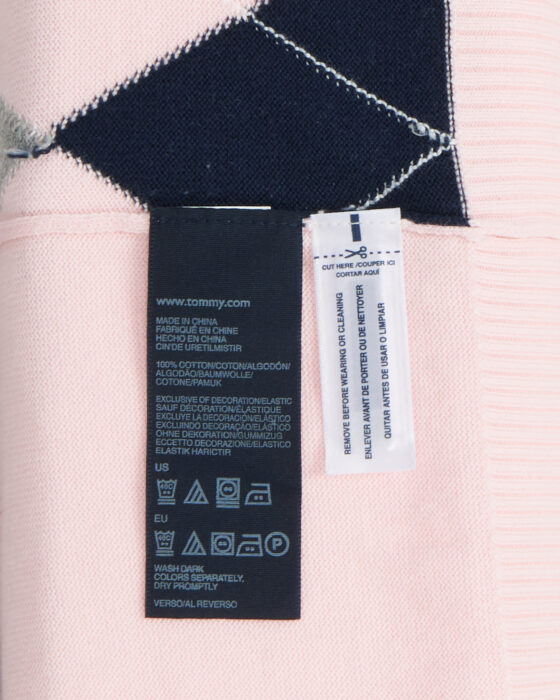 www.tommy.com
MADE IN CHINA
FABRIQUÉ EN CHINE
HECHO EN CHINA
CIN'DE URETILMISTIR
100% COTTON/COTON/ALGODÓN/
ALGODÃO/BAUMWOLLE/
COTONE/PAMUK
EXCLUSIVE OF DECORATION/ELASTIC
SAUF DÉCORATION/ÉLASTIQUE
EXCLUYE LA DECORACIÓN/ELÁSTICO
EXCLUINDO DECORAÇÃO/ELÁSTICO
OHNE DEKORATION/GUMMIZUG
ECCETTO DECORAZIONE/ELASTICO
ELASTIK HARICTIR
US
40C
EU
40C
P
WASH DARK
COLORS SEPARATELY,
DRY PROMPTLY
VERSO/AL REVERSO
CUT HERE /COUPER ICI
CORTAR AQUÍ
REMOVE BEFORE WEARING OR CLEANING
ENLEVER AVANT DE PORTER OU DE NETTOYER
QUITAR ANTES DE USAR O LIMPIAR